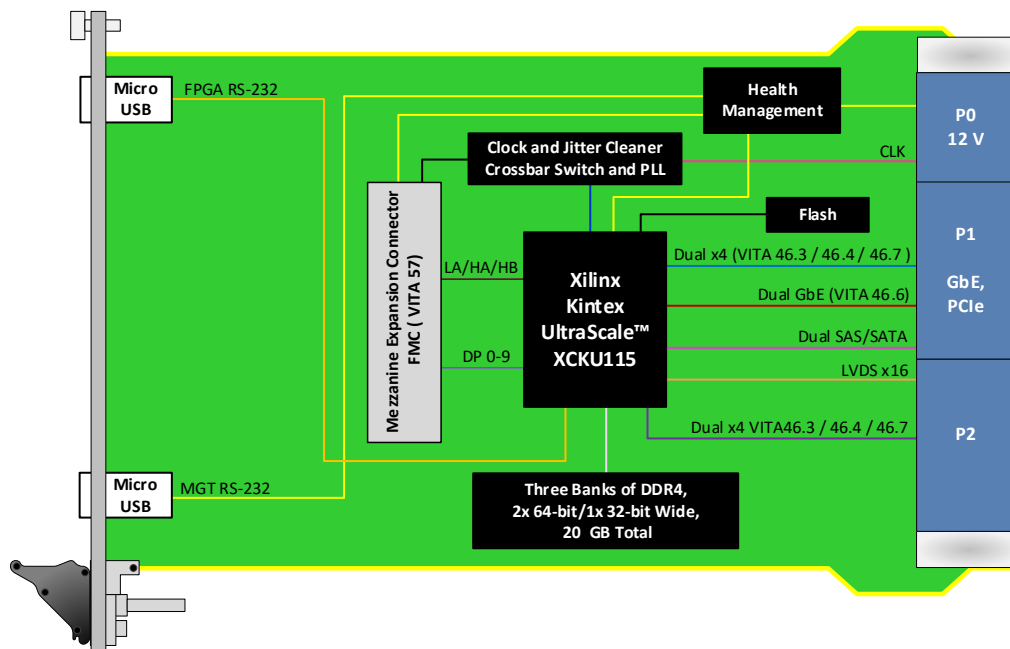 Micro
USB
FPGA RS-232
Health
Management
P0
12 V
CLK
Clock and Jitter Cleaner
Crossbar Switch and PLL
Flash
Mezzanine Expansion Connector
FMC ( VITA 57)
LA/HA/HB
DP 0-9
Xilinx
Kintex
UltraScale™
XCKU115
Dual x4 (VITA 46.3 / 46.4 / 46.7 )
Dual GbE (VITA 46.6)
Dual SAS/SATA
LVDS x16
Dual x4 VITA46.3 / 46.4 / 46.7
P1
GbE,
PCIe
P2
Micro
USB
MGT RS-232
Three Banks of DDR4,
2x 64-bit/1x 32-bit Wide,
20 GB Total